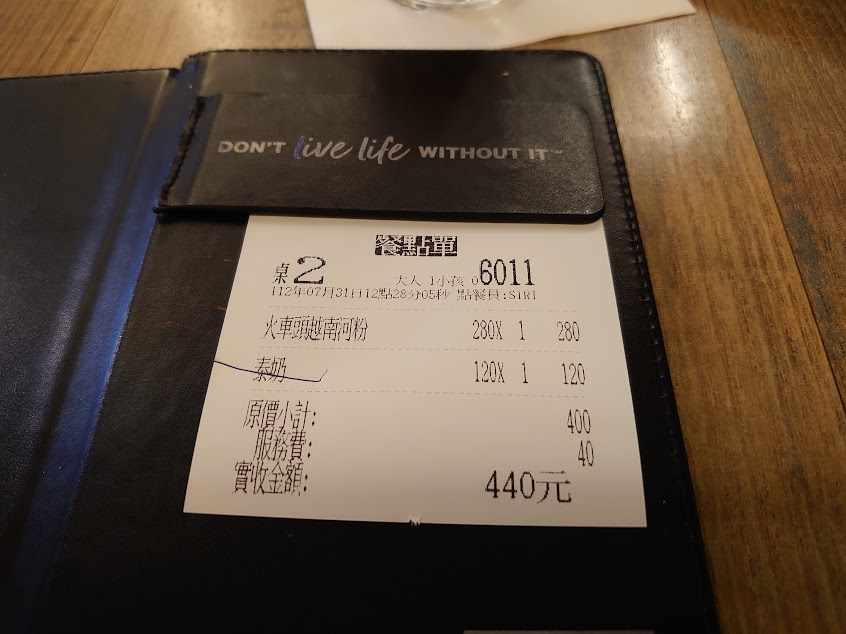 DON'T live life WITHOUT IT™
餐點單
桌2 大人 1小孩 0 6011
112年07月31日12點28分05秒 點餐員:SIRI
火車頭越南河粉 280X 1 280
泰奶 120X 1 120
原價小計: 400
服務費: 40
實收金額: 440元